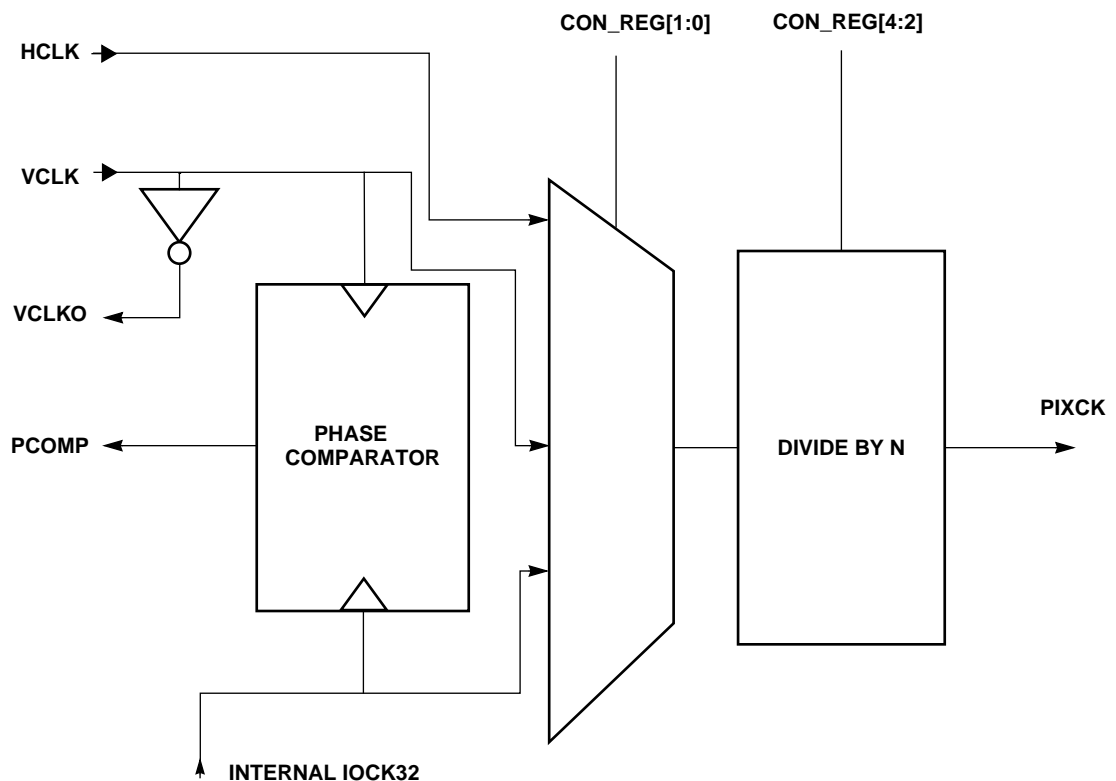 CON_REG[1:0]
CON_REG[4:2]
HCLK
VCLK
VCLKO
PCOMP
PHASE
COMPARATOR
DIVIDE BY N
PIXCK
INTERNAL IOCK32